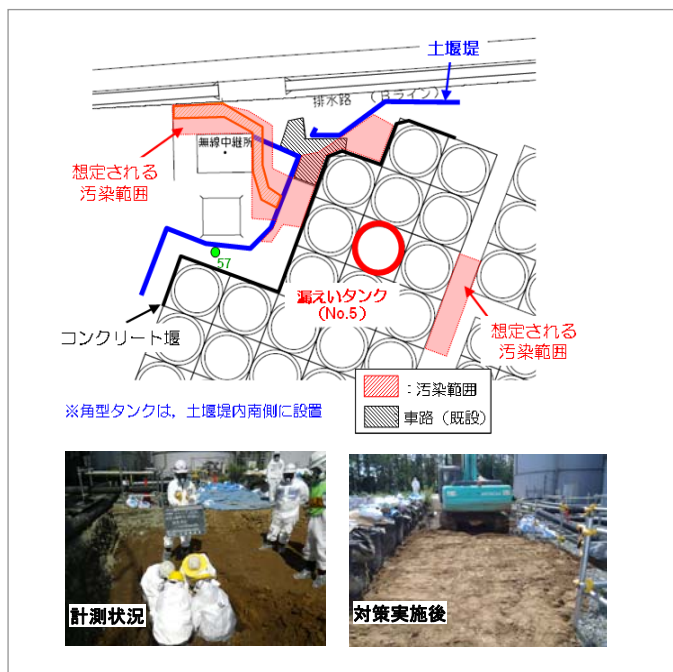 土堰堤
排水路 (Bライン)
無線中継所
想定される
汚染範囲
57
漏えいタンク
(No.5)
コンクリート堰
想定される
汚染範囲
:汚染範囲
車路(既設)
※角型タンクは，土堰堤内南側に設置
計測状況
対策実施後